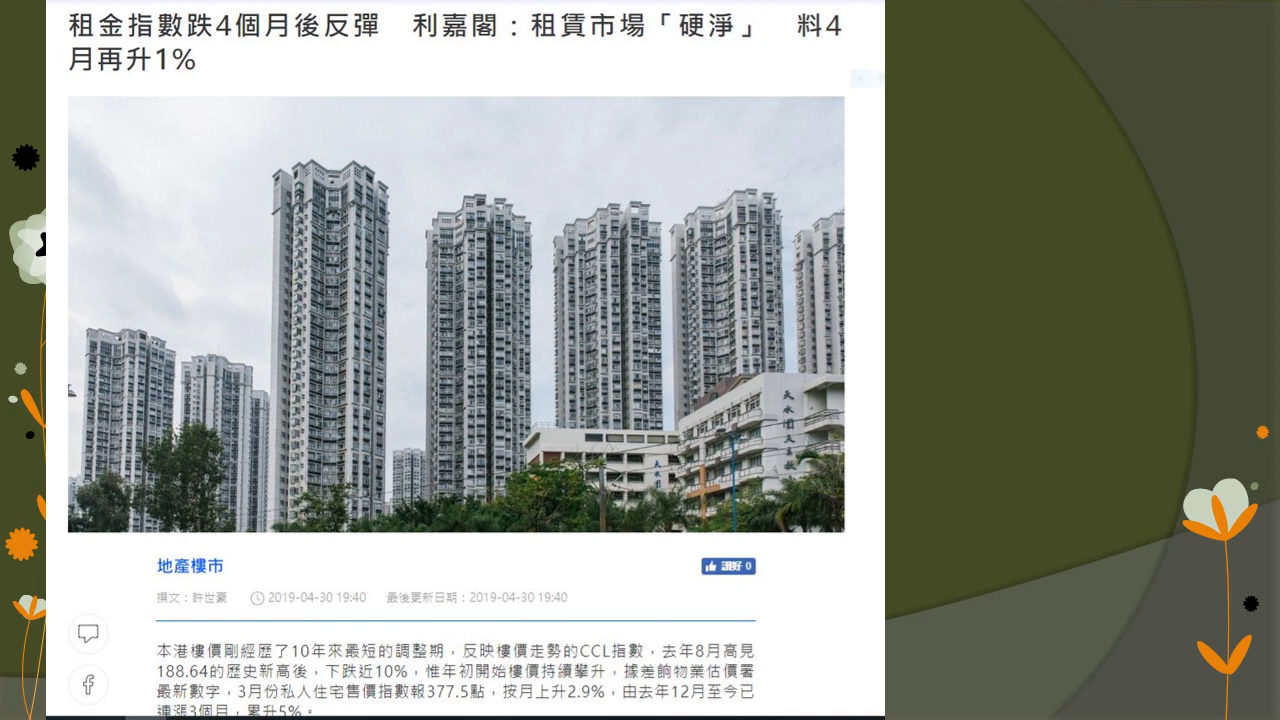 租金指數跌4個月後反彈　利嘉閣：租賃市場「硬淨」　料4
月再升1%
地產樓市
讚好 0
撰文：許世豪
2019-04-30 19:40
最後更新日期：2019-04-30 19:40
本港樓價剛經歷了10年來最短的調整期，反映樓價走勢的CCL指數，去年8月高見
188.64的歷史新高後，下跌近10%，惟年初開始樓價持續攀升，據差餉物業估價署
最新數字，3月份私人住宅售價指數報377.5點，按月上升2.9%，由去年12月至今已
連漲3個月，累升5%。